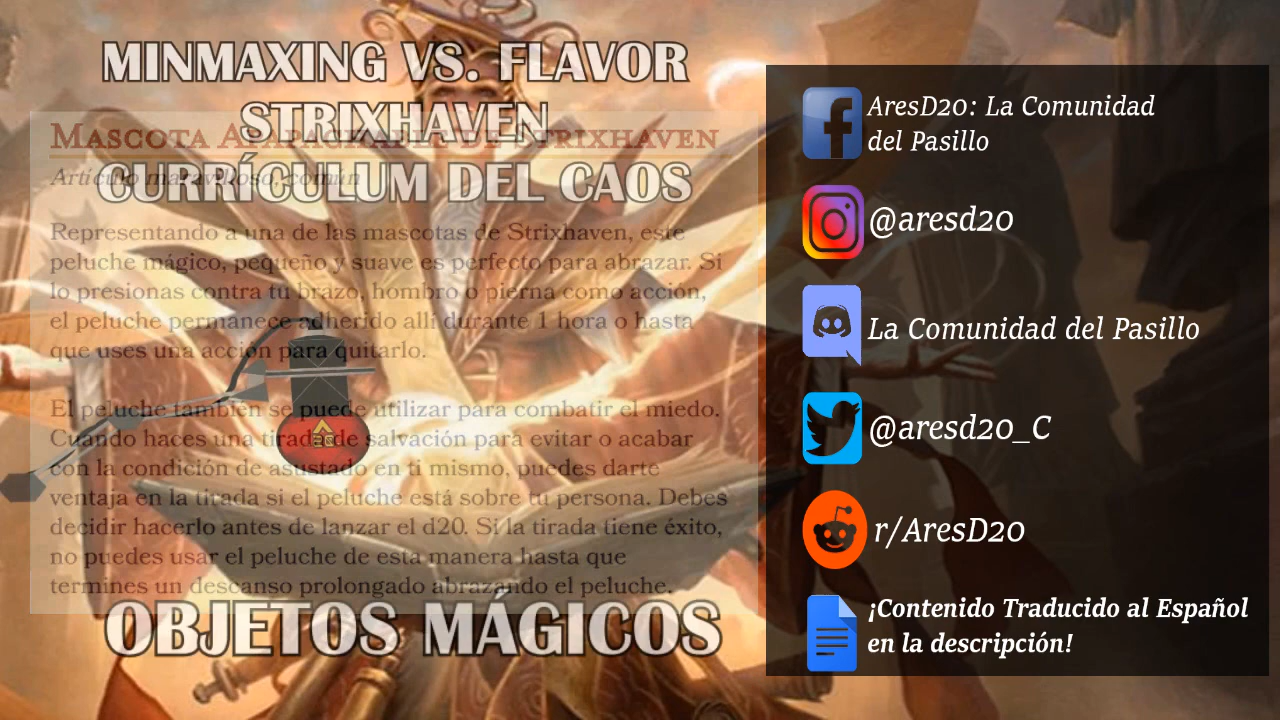 MINMAXING VS. FLAVOR
STRIXHAVEN
CURRÍCULUM DEL CAOS
MASCOTA APAPACHABLE DE STRIXHAVEN
Artículo maravilloso, común
Representando a una de las mascotas de Strixhaven, este
peluche mágico, pequeño y suave es perfecto para abrazar. Si
lo presionas contra tu brazo, hombro o pierna como acción,
el peluche permanece adherido allí durante 1 hora o hasta
que uses una acción para quitarlo.
El peluche también se puede utilizar para combatir el miedo.
Cuando haces una tirada de salvación para evitar o acabar
con la condición de asustado en ti mismo, puedes darte
ventaja en la tirada si el peluche está sobre tu persona. Debes
decidir hacerlo antes de lanzar el d20. Si la tirada tiene éxito,
no puedes usar el peluche de esta manera hasta que
termines un descanso prolongado abrazando el peluche.
OBJETOS MÁGICOS
AresD20: La Comunidad
del Pasillo
@aresd20
La Comunidad del Pasillo
@aresd20_C
r/AresD20
¡Contenido Traducido al Español
en la descripción!